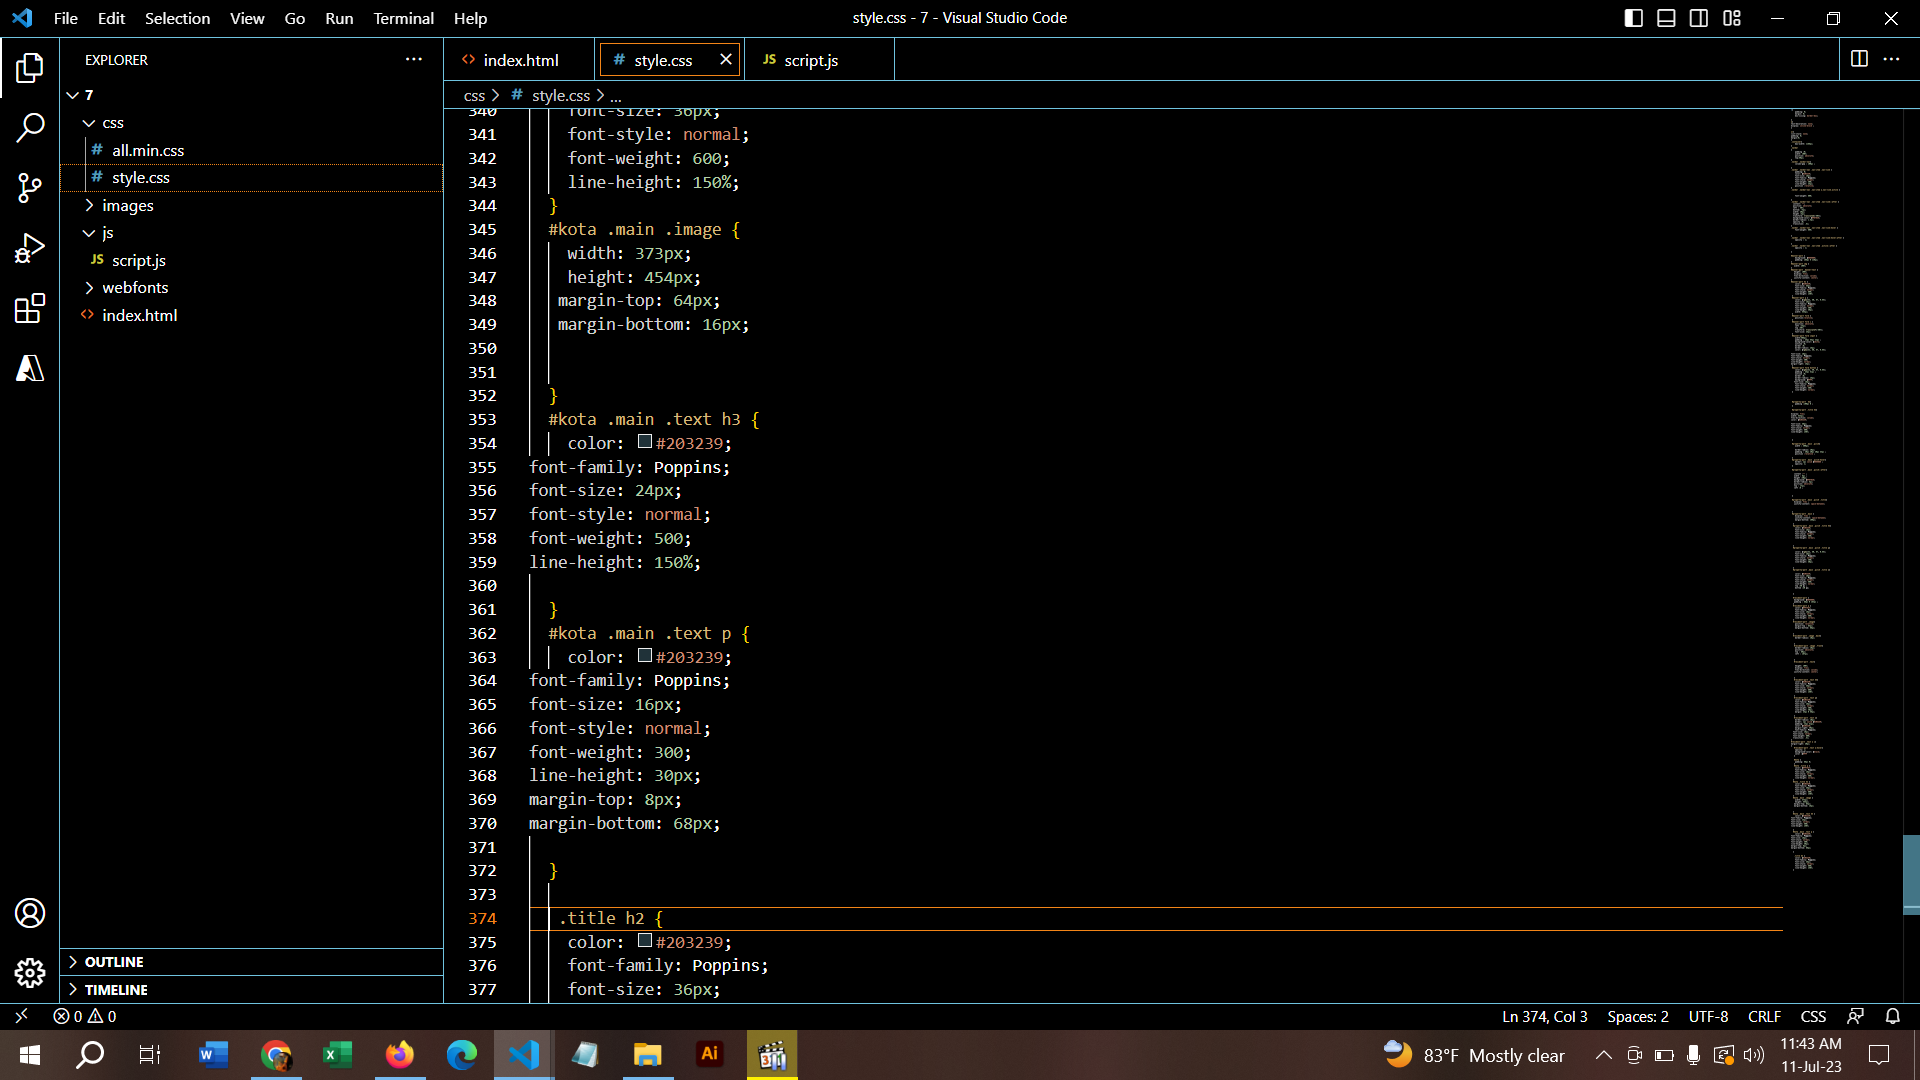 File Edit Selection View Go Run Terminal Help
style.css - 7 - Visual Studio Code
EXPLORER
7
css
# all.min.css
# style.css
images
js
JS script.js
webfonts
<> index.html
OUTLINE
TIMELINE
<> index.html
# style.css
JS script.js
css > # style.css > ...
340 font-size: 36px;
341 font-style: normal;
342 font-weight: 600;
343 line-height: 150%;
344 }
345 #kota .main .image {
346 width: 373px;
347 height: 454px;
348 margin-top: 64px;
349 margin-bottom: 16px;
350
351
352 }
353 #kota .main .text h3 {
354 color: #203239;
355 font-family: Poppins;
356 font-size: 24px;
357 font-style: normal;
358 font-weight: 500;
359 line-height: 150%;
360
361 }
362 #kota .main .text p {
363 color: #203239;
364 font-family: Poppins;
365 font-size: 16px;
366 font-style: normal;
367 font-weight: 300;
368 line-height: 30px;
369 margin-top: 8px;
370 margin-bottom: 68px;
371
372 }
373
374 .title h2 {
375 color: #203239;
376 font-family: Poppins;
377 font-size: 36px;
0 0
Ln 374, Col 3 Spaces: 2 UTF-8 CRLF CSS
Ai
83°F Mostly clear
11:43 AM
11-Jul-23